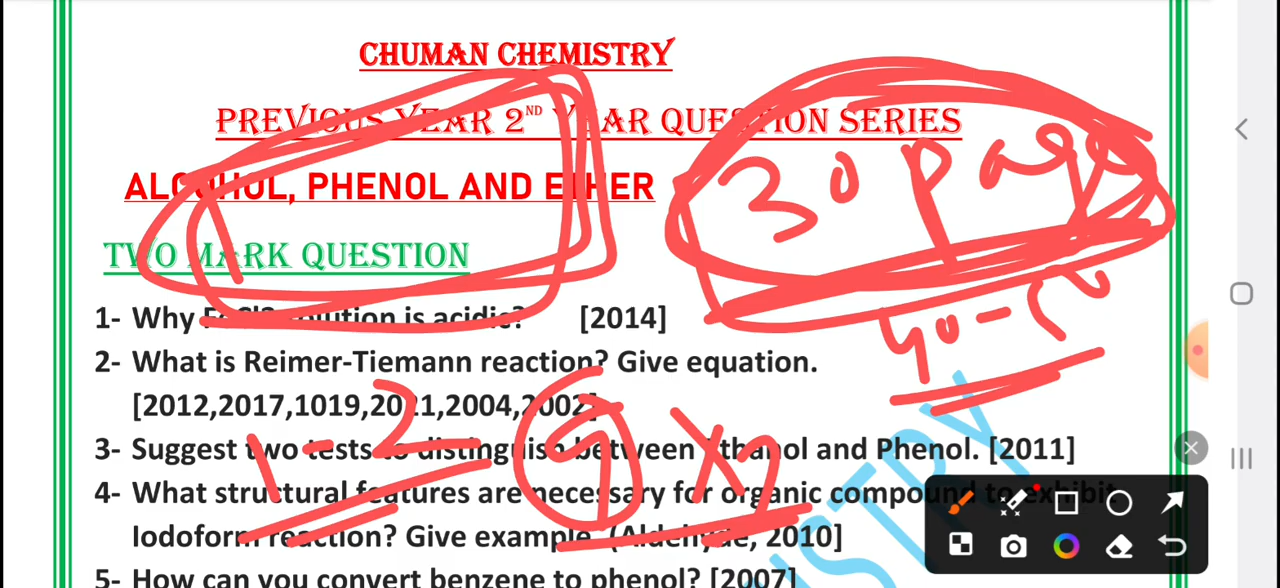 CHUMAN CHEMISTRY
PREVIOUS YEAR 2ND YEAR QUESTION SERIES
ALCOHOL, PHENOL AND ETHER
30 page
TWO MARK QUESTION
1- Why FeCl3 solution is acidic? [2014]
40-50
2- What is Reimer-Tiemann reaction? Give equation.
[2012,2017,1019,2021,2004,2002]
1-2
3- Suggest two tests to distinguish between Ethanol and Phenol. [2011]
4- What structural features are necessary for organic compound to exhibit
Iodoform reaction? Give example. (Aldehyde, 2010]
5- How can you convert benzene to phenol? [2007]